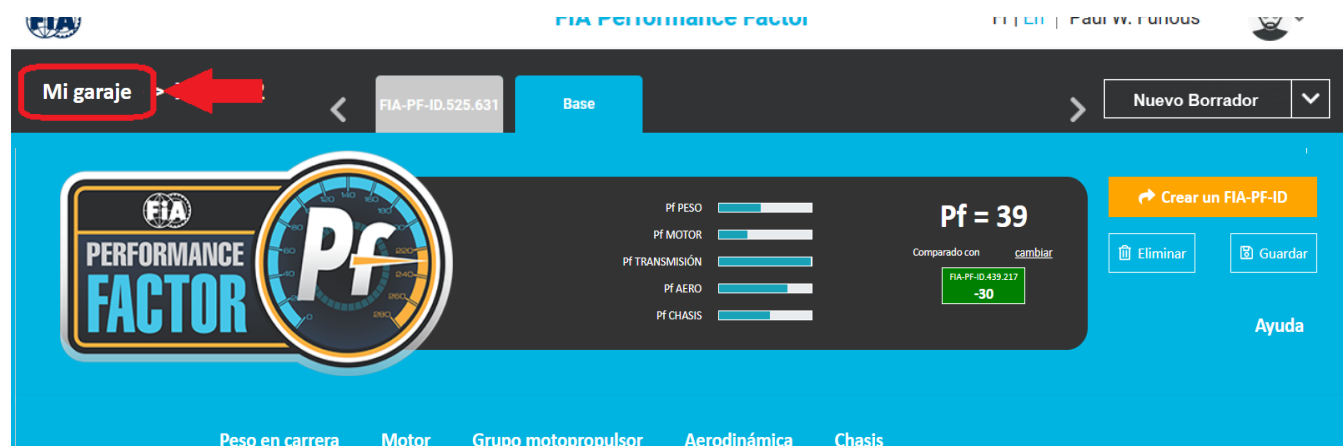 FIA
FIA Performance Factor
Fr | En | Paul W. Furious
Mi garaje >
FIA-PF-ID.525.631
Base
Nuevo Borrador
FIA
PERFORMANCE
FACTOR
Pf
Pf PESO
Pf MOTOR
Pf TRANSMISIÓN
Pf AERO
Pf CHASIS
Pf = 39
Comparado con cambiar
FIA-PF-ID.439.217
-30
Crear un FIA-PF-ID
Eliminar
Guardar
Ayuda
Peso en carrera
Motor
Grupo motopropulsor
Aerodinámica
Chasis